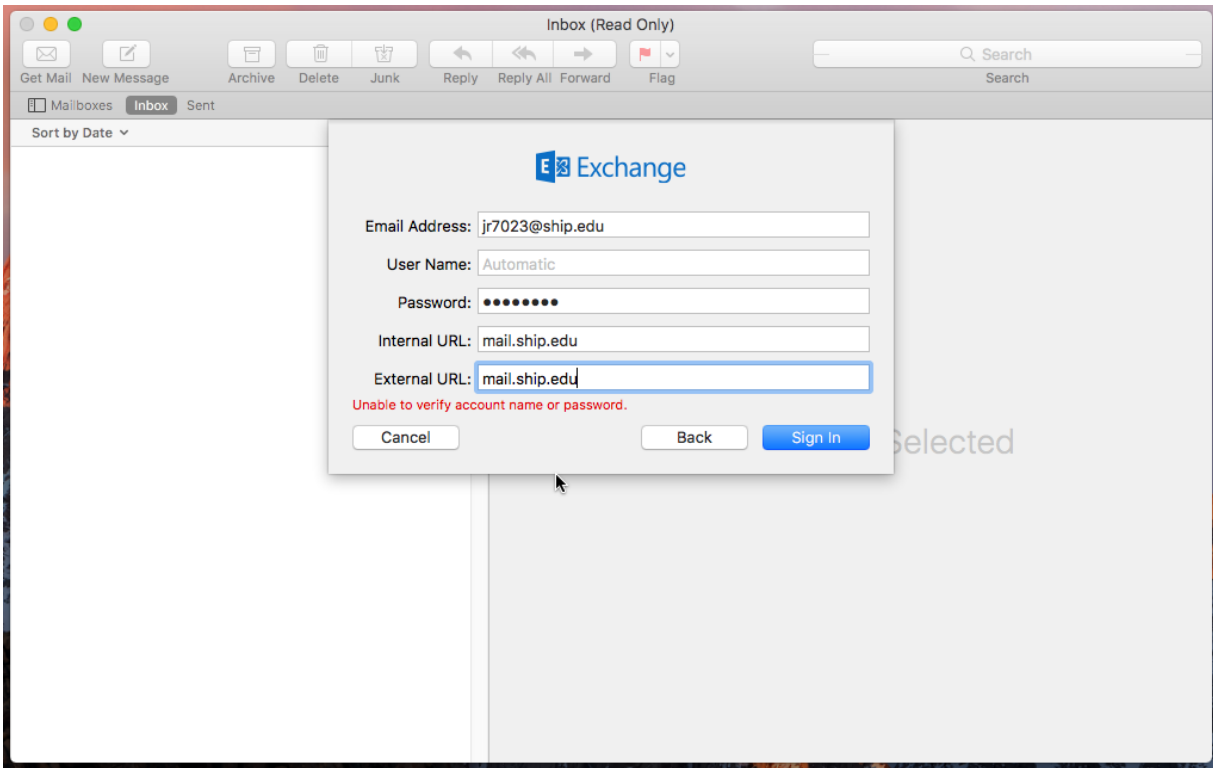 Inbox (Read Only)
Search
Get Mail New Message Archive Delete Junk Reply Reply All Forward Flag Search
Mailboxes Inbox Sent
Sort by Date
E Exchange
Email Address: jr7023@ship.edu
User Name: Automatic
Password: ••••••••
Internal URL: mail.ship.edu
External URL: mail.ship.edu
Unable to verify account name or password.
Cancel Back Sign In
Selected